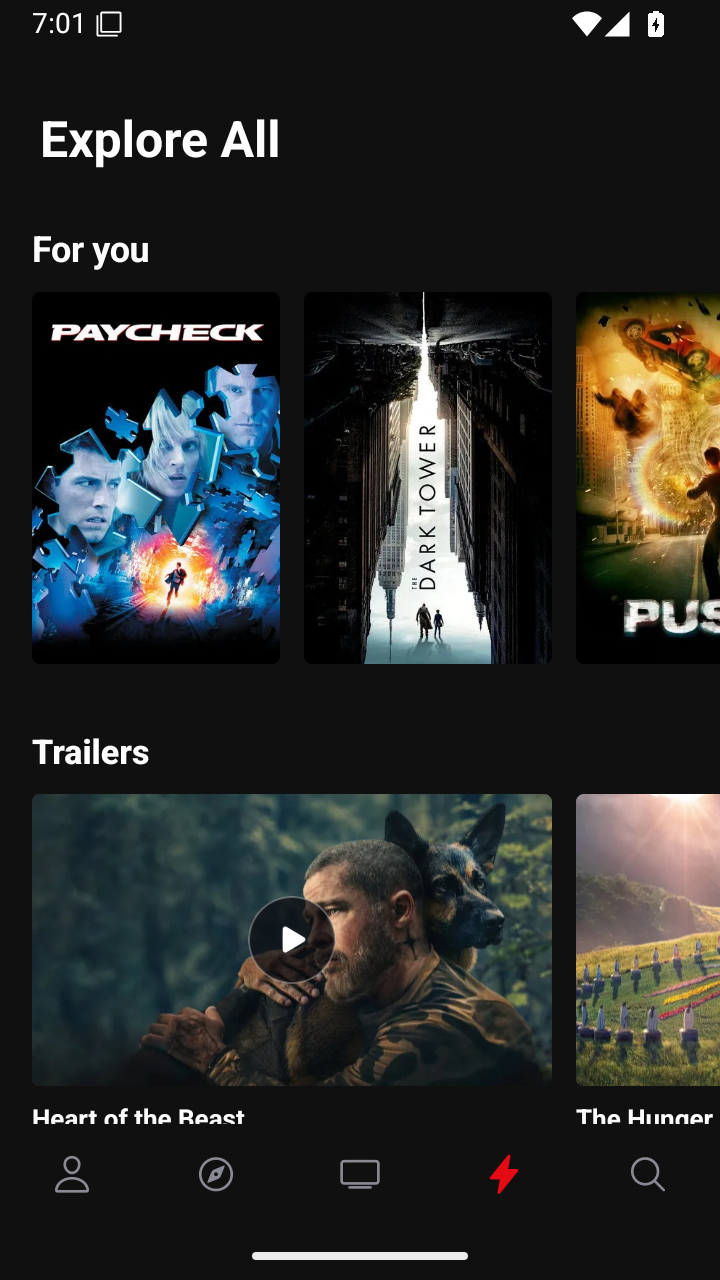 7:01
Explore All
For you
PAYCHECK
THE
DARK TOWER
PUS
Trailers
Heart of the Beast
The Hunger